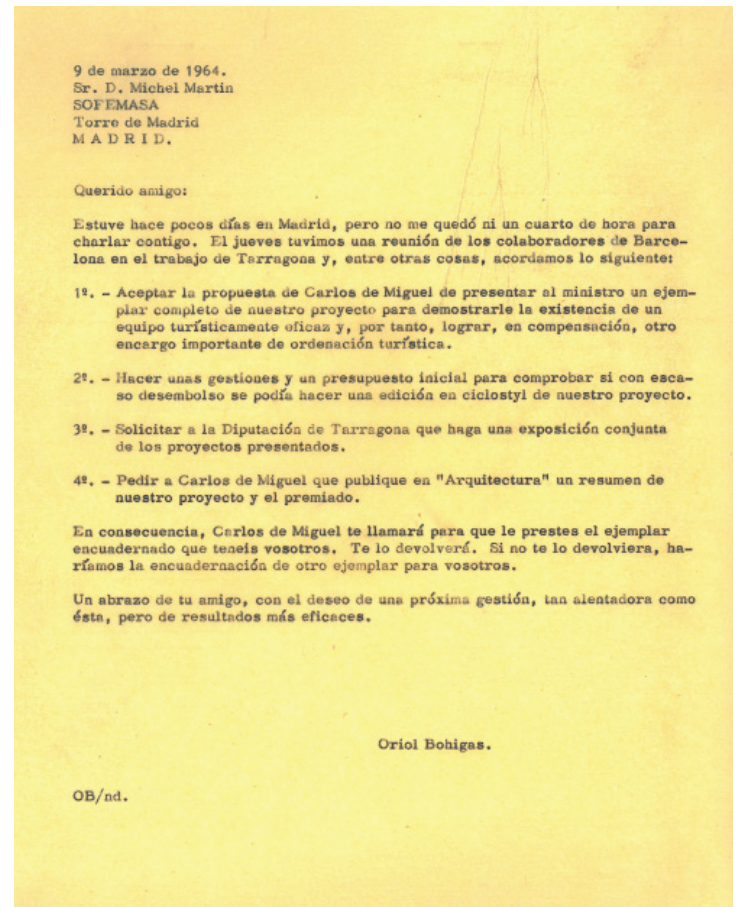 9 de marzo de 1964.
Sr. D. Michel Martin
SOFEMASA
Torre de Madrid
M A D R I D.
Querido amigo:
Estuve hace pocos días en Madrid, pero no me quedó ni un cuarto de hora para
charlar contigo. El jueves tuvimos una reunión de los colaboradores de Barce-
lona en el trabajo de Tarragona y, entre otras cosas, acordamos lo siguiente:
1º. - Aceptar la propuesta de Carlos de Miguel de presentar al ministro un ejem-
plar completo de nuestro proyecto para demostrarle la existencia de un
equipo turísticamente eficaz y, por tanto, lograr, en compensación, otro
encargo importante de ordenación turística.
2º. - Hacer unas gestiones y un presupuesto inicial para comprobar si con esca-
so desembolso se podía hacer una edición en ciclostyl de nuestro proyecto.
3º. - Solicitar a la Diputación de Tarragona que haga una exposición conjunta
de los proyectos presentados.
4º. - Pedir a Carlos de Miguel que publique en "Arquitectura" un resumen de
nuestro proyecto y el premiado.
En consecuencia, Carlos de Miguel te llamará para que le prestes el ejemplar
encuadernado que teneis vosotros. Te lo devolverá. Si no te lo devolviera, ha-
ríamos la encuadernación de otro ejemplar para vosotros.
Un abrazo de tu amigo, con el deseo de una próxima gestión, tan alentadora como
ésta, pero de resultados más eficaces.
Oriol Bohigas.
OB/nd.